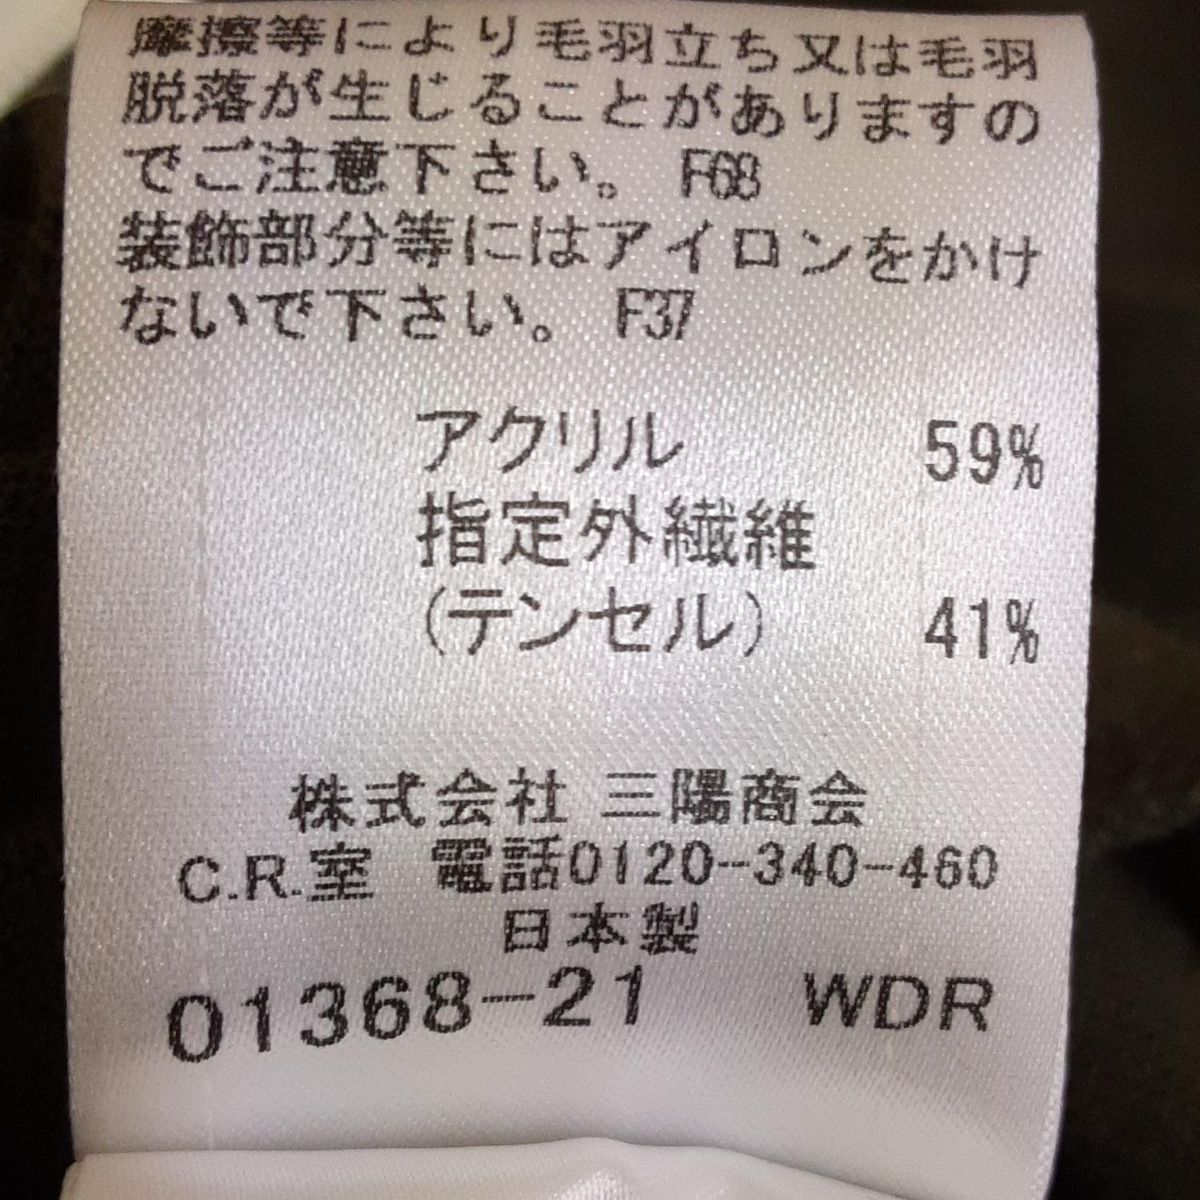 摩擦等により毛羽立ち又は毛羽
脱落が生じることがありますの
でご注意下さい。 F68
装飾部分等にはアイロンをかけ
ないで下さい。 F37
アクリル 59%
指定外繊維
(テンセル) 41%
株式会社 三陽商会
C.R.室 電話0120-340-460
日本製
01368-21 WDR